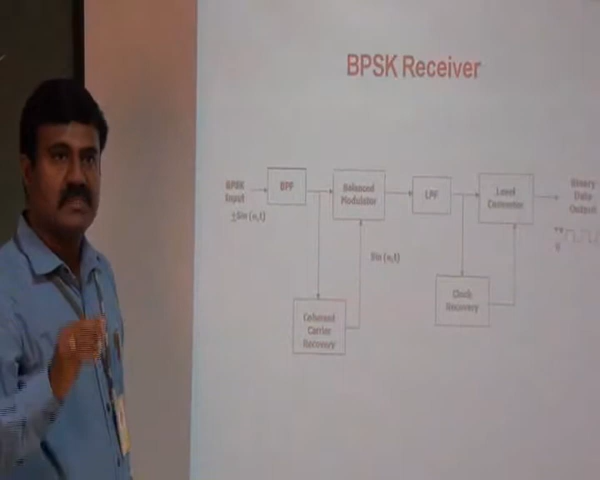 BPSK Receiver
BPSK
Input
BPF
Balanced
Modulator
LPF
Level
Converter
Binary
Data
Output
Coherent
Carrier
Recovery
Clock
Recovery